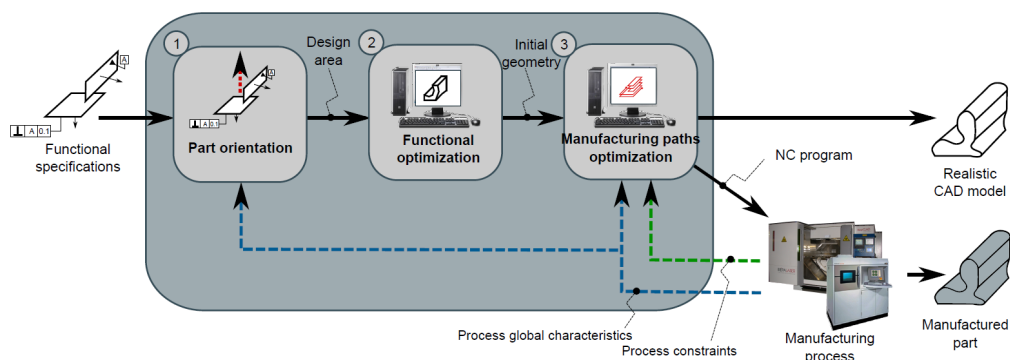 1
Part orientation
Design
area
2
Functional
optimization
Initial
geometry
3
Manufacturing paths
optimization
A
⊥ A 0.1
Functional
specifications
A
⊥ A 0.1
NC program
Realistic
CAD model
Process global characteristics
Process constraints
Manufacturing
process
Manufactured
part